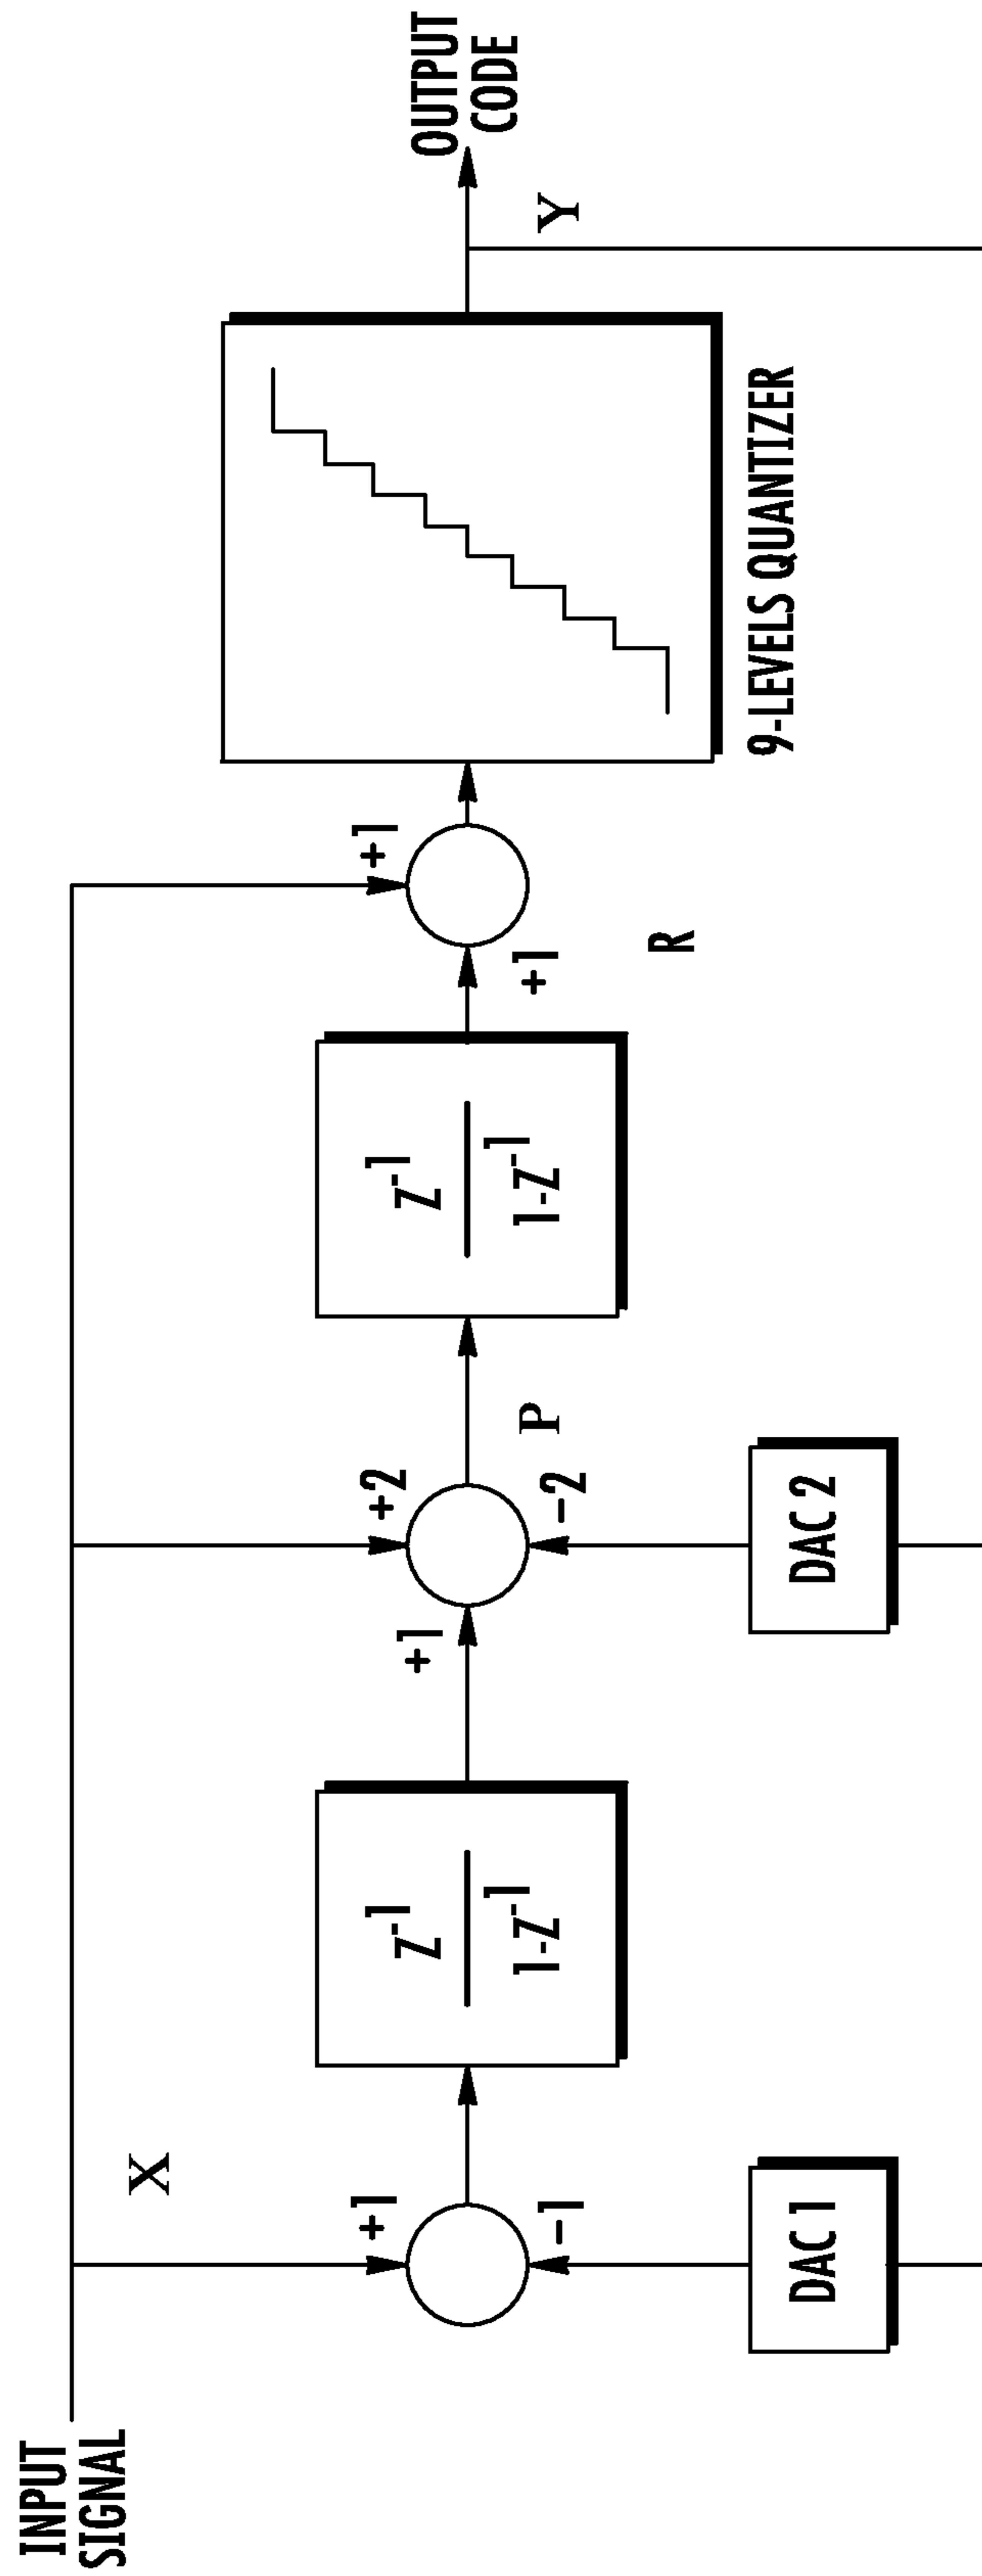 INPUT
SIGNAL
X
+1
-1
DAC 1
Z-1
1-Z-1
+1
+2
-2
P
DAC 2
Z-1
1-Z-1
+1
R
+1
9-LEVELS QUANTIZER
Y
OUTPUT
CODE